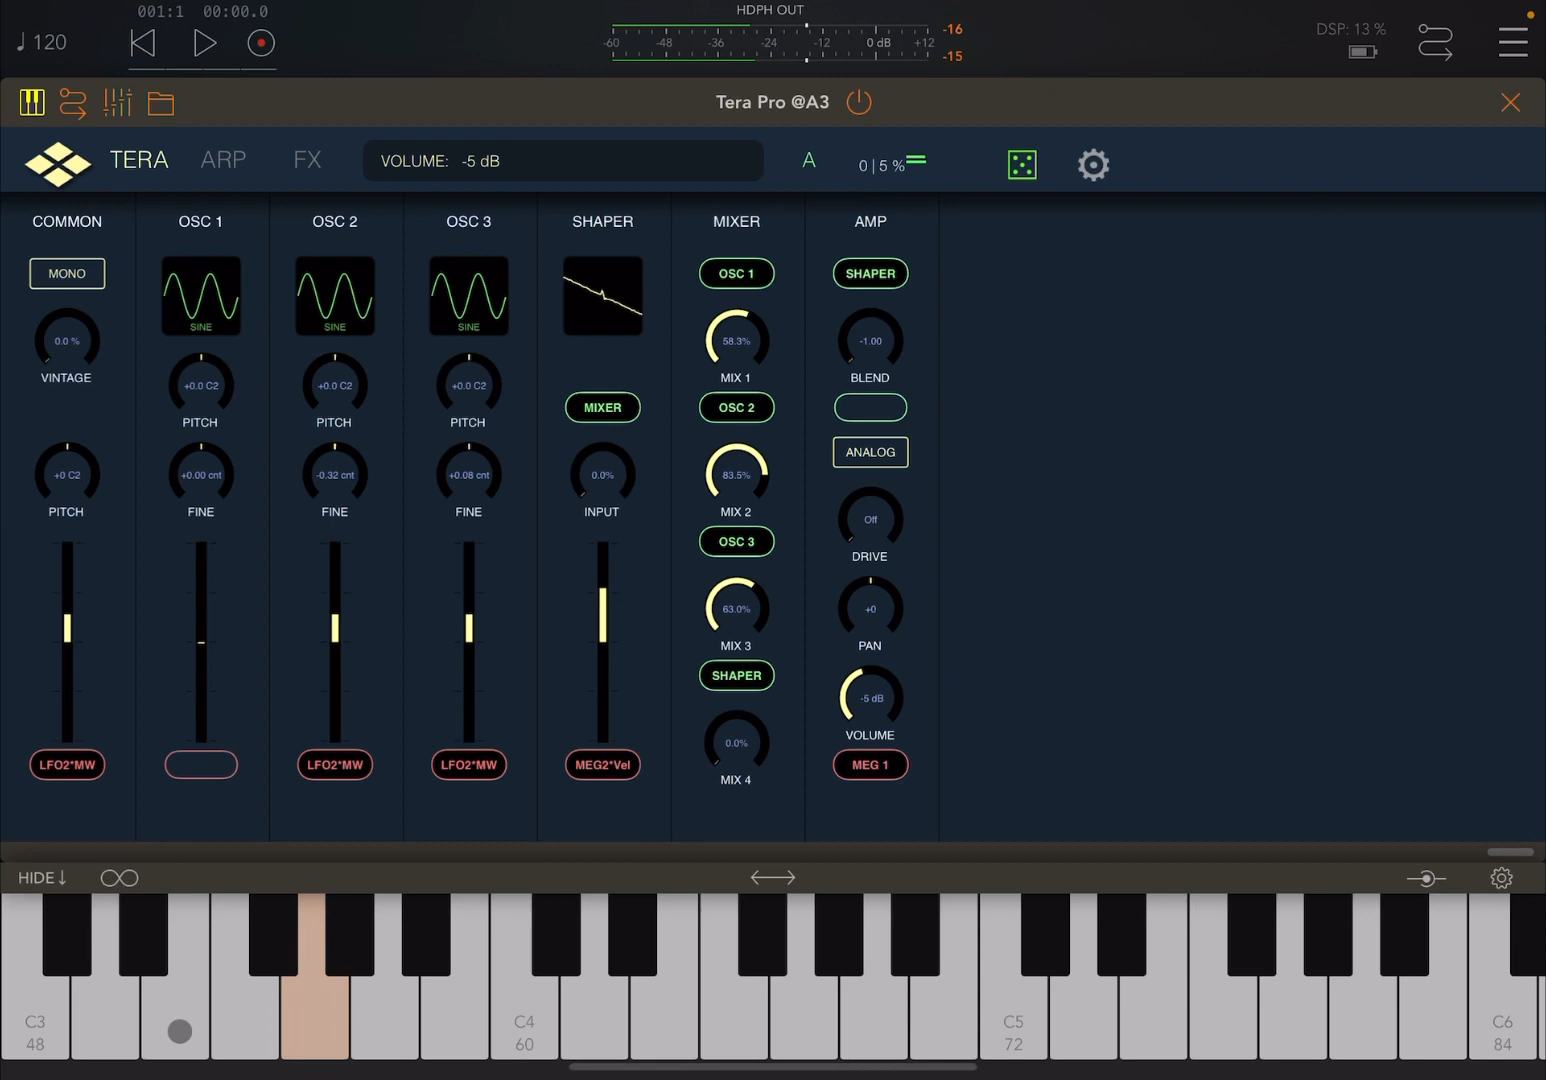 001:1 00:00.0
HDPH OUT
120
-60 -48 -36 -24 -12 0 dB +12
-16
-15
DSP: 13 %
Tera Pro @A3
TERA ARP FX
VOLUME: -5 dB
A
0 | 5 %
COMMON OSC 1 OSC 2 OSC 3 SHAPER MIXER AMP
MONO
OSC 1
SHAPER
SINE SINE SINE
0.0 %
58.3%
-1.00
VINTAGE
MIX 1
BLEND
+0.0 C2 +0.0 C2 +0.0 C2
PITCH PITCH PITCH
MIXER
OSC 2
ANALOG
+0 C2 +0.00 cnt -0.32 cnt +0.08 cnt 0.0% 83.5%
PITCH FINE FINE FINE INPUT MIX 2
Off
OSC 3
DRIVE
63.0%
+0
MIX 3
PAN
SHAPER
-5 dB
VOLUME
0.0%
LFO2*MW LFO2*MW LFO2*MW MEG2*Vel MEG 1
MIX 4
HIDE↓
C3 C4 C5 C6
48 60 72 84